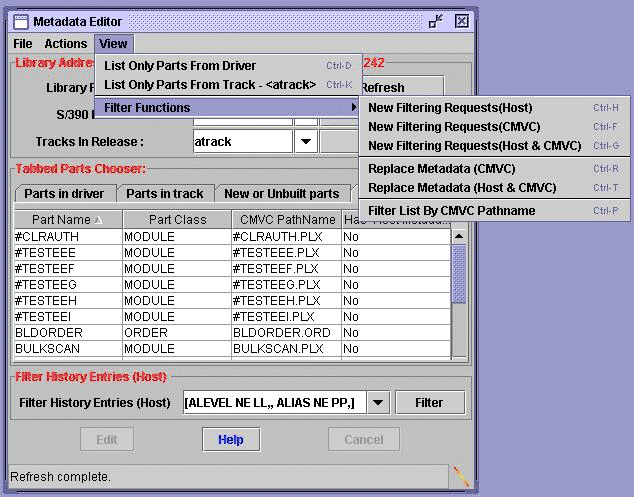 Metadata Editor
File Actions View
Library Addre 242
List Only Parts From Driver Ctrl-D
Library F Refresh
List Only Parts From Track - <atrack> Ctrl-K
Filter Functions
S/390
New Filtering Requests(Host) Ctrl-H
New Filtering Requests(CMVC) Ctrl-F
Tracks In Release : atrack
New Filtering Requests(Host & CMVC) Ctrl-G
Tabbed Parts Chooser:
Replace Metadata (CMVC) Ctrl-R
Replace Metadata (Host & CMVC) Ctrl-T
Parts in driver Parts in track New or Unbuilt parts
Filter List By CMVC Pathname Ctrl-P
Part Name Part Class CMVC PathName
#CLRAUTH MODULE #CLRAUTH.PLX No
#TESTEEE MODULE #TESTEEE.PLX No
#TESTEEF MODULE #TESTEEF.PLX No
#TESTEEG MODULE #TESTEEG.PLX No
#TESTEEH MODULE #TESTEEH.PLX No
#TESTEEI MODULE #TESTEEI.PLX No
BLDORDER ORDER BLDORDER.ORD No
BULKSCAN MODULE BULKSCAN.PLX No
Filter History Entries (Host)
Filter History Entries (Host) [ALEVEL NE LL,, ALIAS NE PP,] Filter
Edit Help Cancel
Refresh complete.